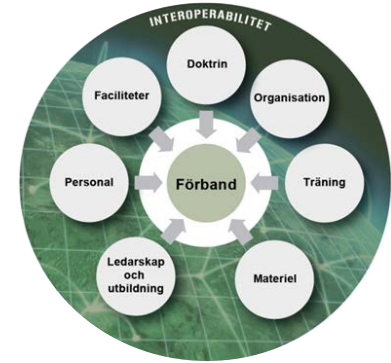 INTEROPERABILITET
Doktrin
Faciliteter
Organisation
Personal
Förband
Träning
Ledarskap
och
utbildning
Materiel